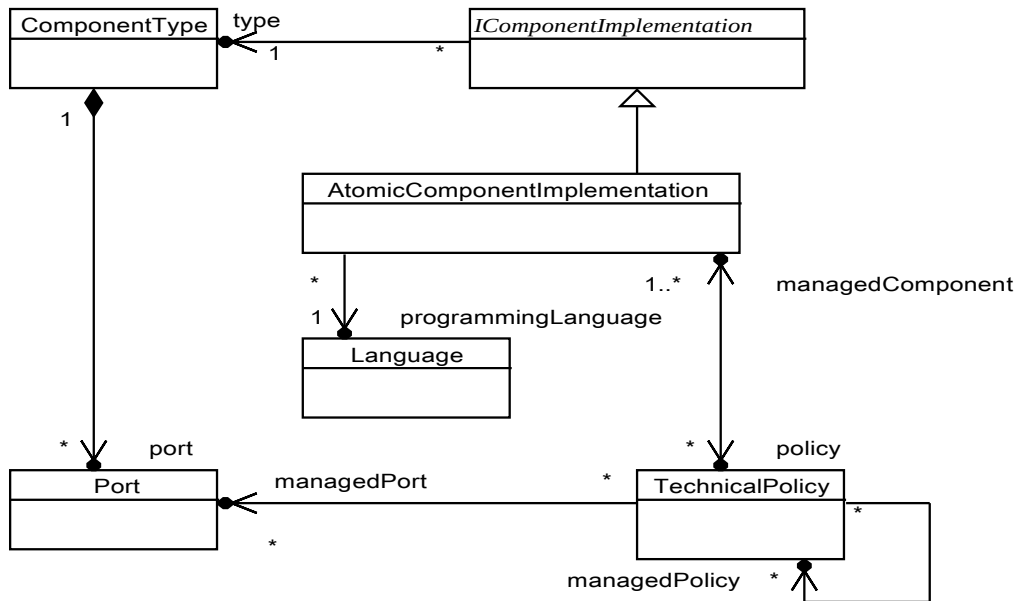 ComponentType
type
IComponentImplementation
1
*
1
AtomicComponentImplementation
*
1..*
managedComponent
1
programmingLanguage
Language
*
port
*
policy
Port
managedPort
*
TechnicalPolicy
*
*
managedPolicy
*